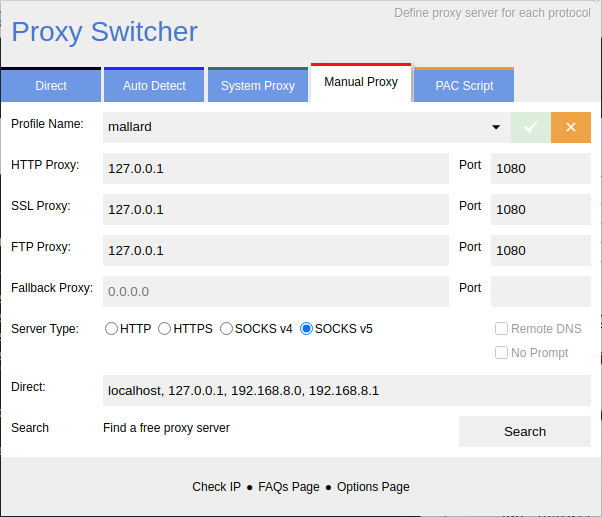 Define proxy server for each protocol
Proxy Switcher
Direct Auto Detect System Proxy Manual Proxy PAC Script
Profile Name: mallard
HTTP Proxy: 127.0.0.1 Port 1080
SSL Proxy: 127.0.0.1 Port 1080
FTP Proxy: 127.0.0.1 Port 1080
Fallback Proxy: 0.0.0.0 Port
Server Type: HTTP HTTPS SOCKS v4 SOCKS v5 Remote DNS
No Prompt
Direct: localhost, 127.0.0.1, 192.168.8.0, 192.168.8.1
Search Find a free proxy server Search
Check IP ● FAQs Page ● Options Page